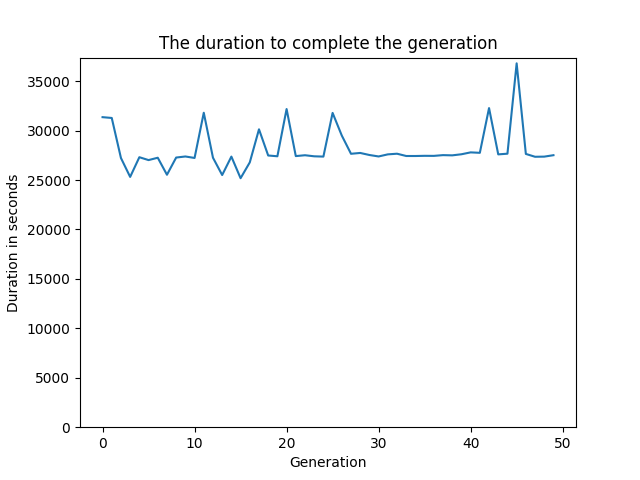 The duration to complete the generation
Duration in seconds
35000
30000
25000
20000
15000
10000
5000
0
0 10 20 30 40 50
Generation